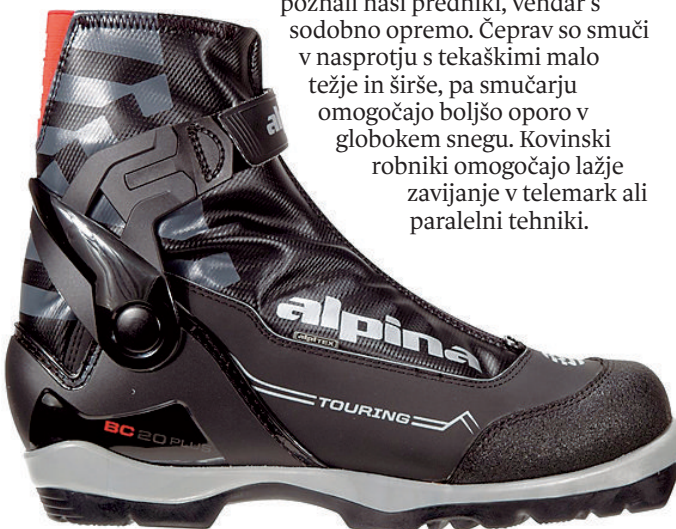 poznali naši predniki, vendar s
sodobno opremo. Čeprav so smuči
v nasprotju s tekaškimi malo
težje in širše, pa smučarju
omogočajo boljšo oporo v
globokem snegu. Kovinski
robniki omogočajo lažje
zavijanje v telemark ali
paralelni tehniki.
alpina
alpiTEX
TOURING
BC 20 PLUS